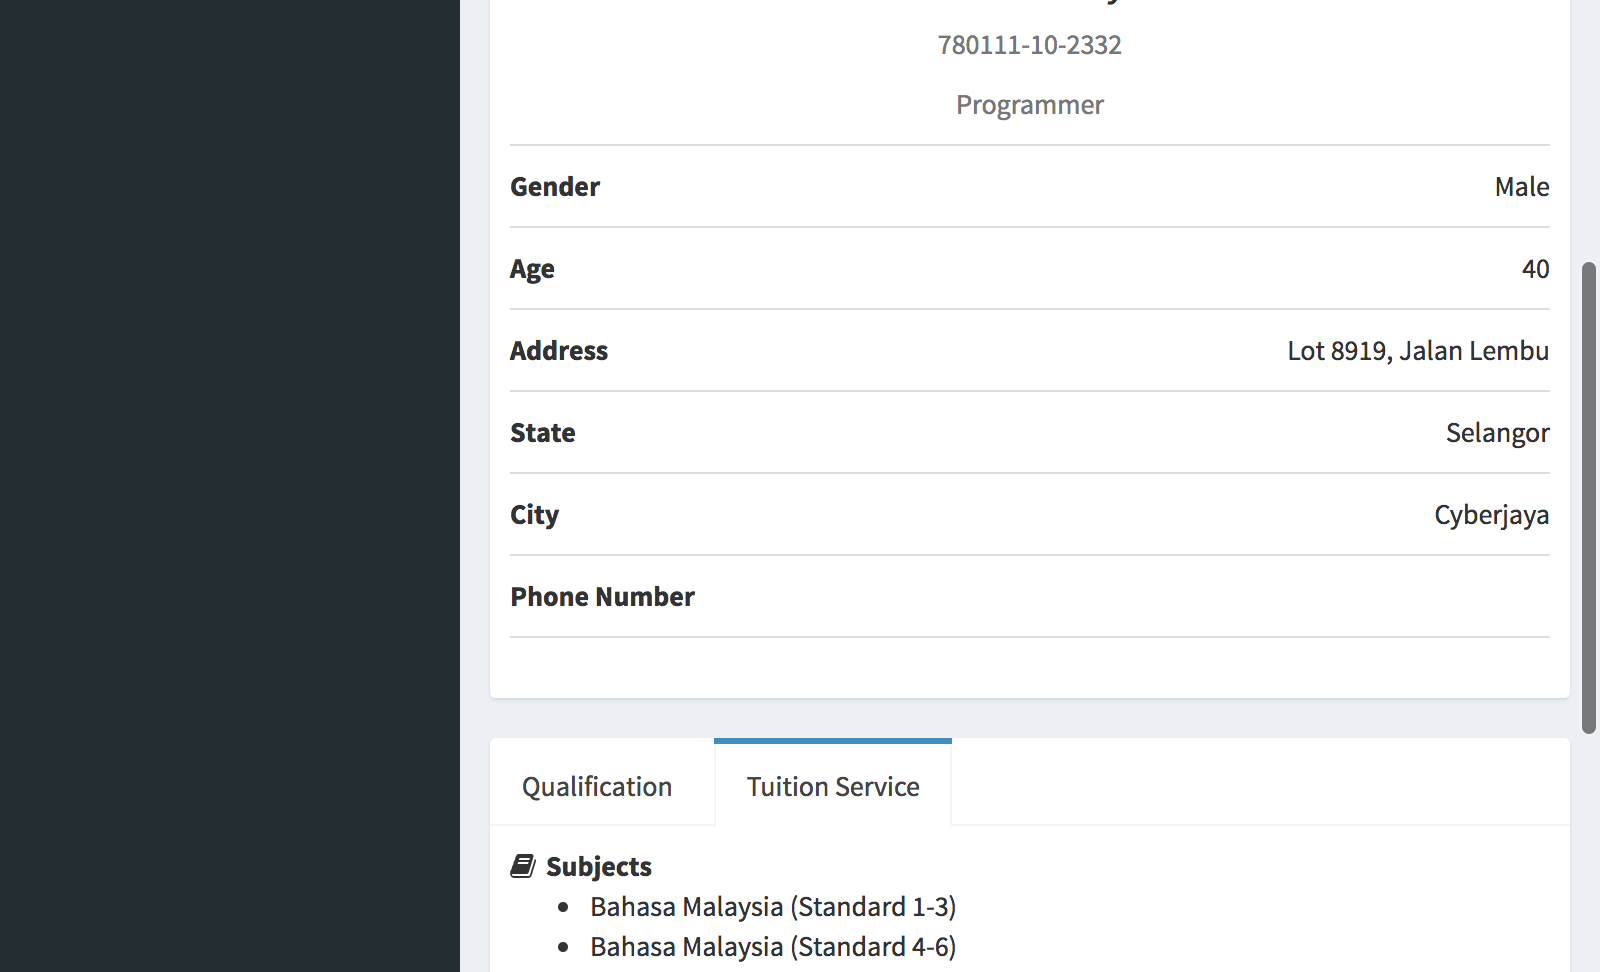 780111-10-2332
Programmer
Gender Male
Age 40
Address Lot 8919, Jalan Lembu
State Selangor
City Cyberjaya
Phone Number
Qualification Tuition Service
Subjects
• Bahasa Malaysia (Standard 1-3)
• Bahasa Malaysia (Standard 4-6)